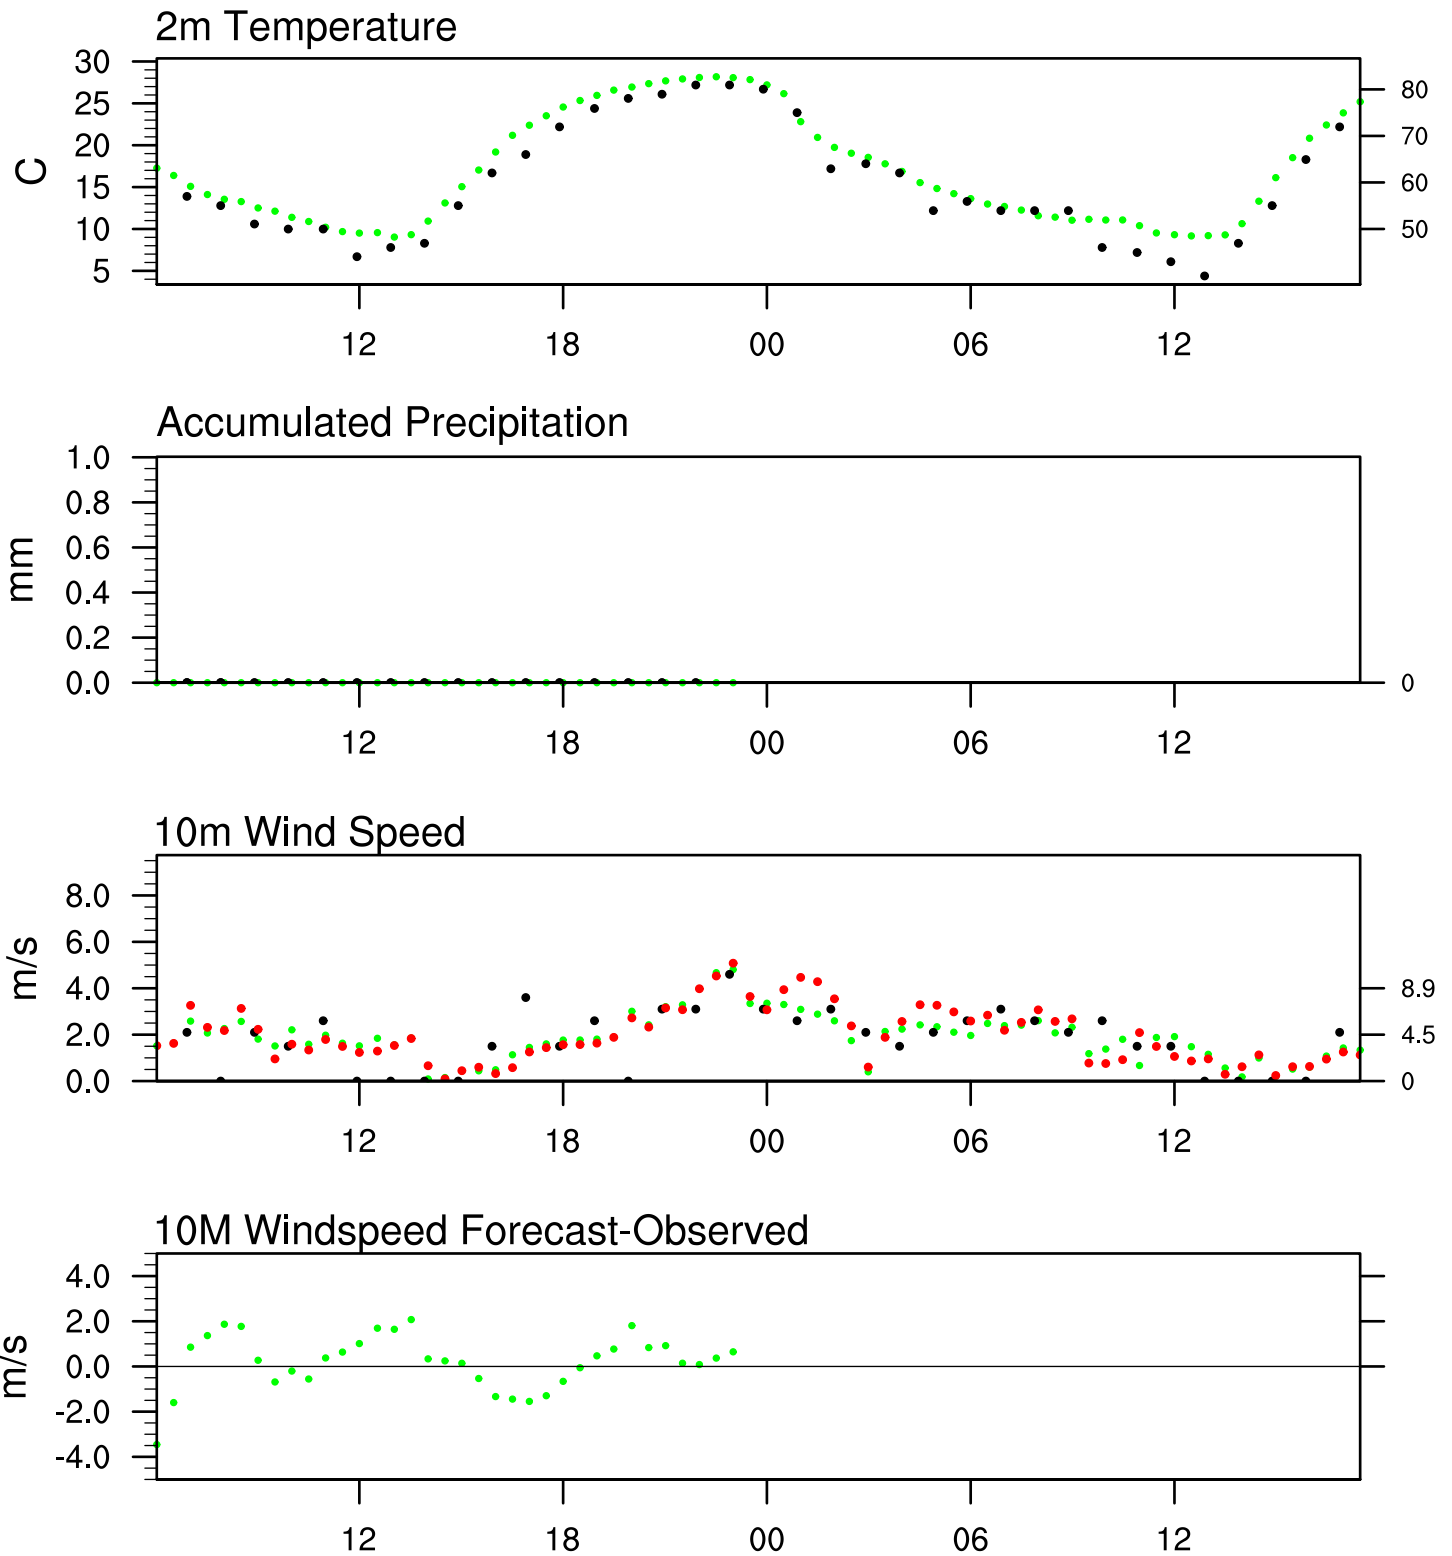 2m Temperature
30
25
20
15
10
5
C
80
70
60
50
12 18 00 06 12
Accumulated Precipitation
1.0
0.8
0.6
0.4
0.2
0.0
mm
0
12 18 00 06 12
10m Wind Speed
8.0
6.0
4.0
2.0
0.0
m/s
8.9
4.5
0
12 18 00 06 12
10M Windspeed Forecast-Observed
4.0
2.0
0.0
-2.0
-4.0
m/s
12 18 00 06 12